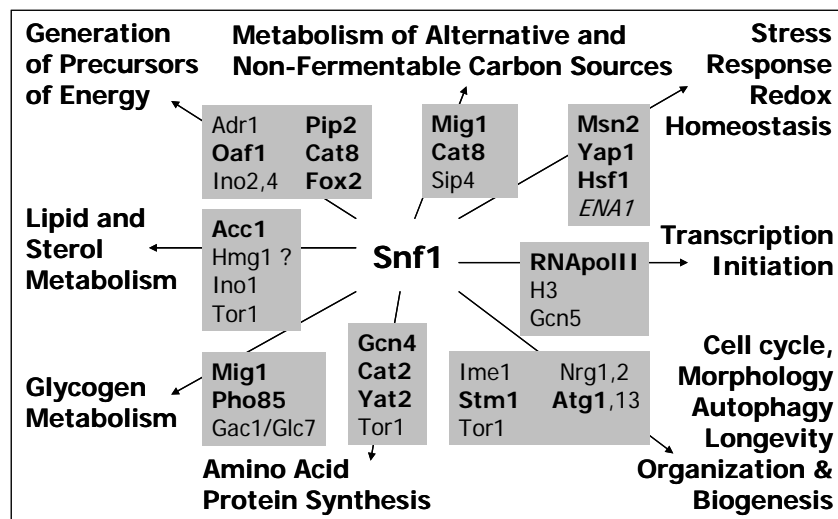 Generation
of Precursors
of Energy
Metabolism of Alternative and
Non-Fermentable Carbon Sources
Stress
Response
Redox
Homeostasis
Adr1 Pip2
Oaf1 Cat8
Ino2,4 Fox2
Mig1
Cat8
Sip4
Msn2
Yap1
Hsf1
ENA1
Lipid and
Sterol
Metabolism
Acc1
Hmg1 ?
Ino1
Tor1
Snf1
RNApolII
H3
Gcn5
Transcription
Initiation
Glycogen
Metabolism
Mig1
Pho85
Gac1/Glc7
Gcn4
Cat2
Yat2
Tor1
Amino Acid
Protein Synthesis
Ime1 Nrg1,2
Stm1 Atg1,13
Tor1
Cell cycle,
Morphology
Autophagy
Longevity
Organization &
Biogenesis